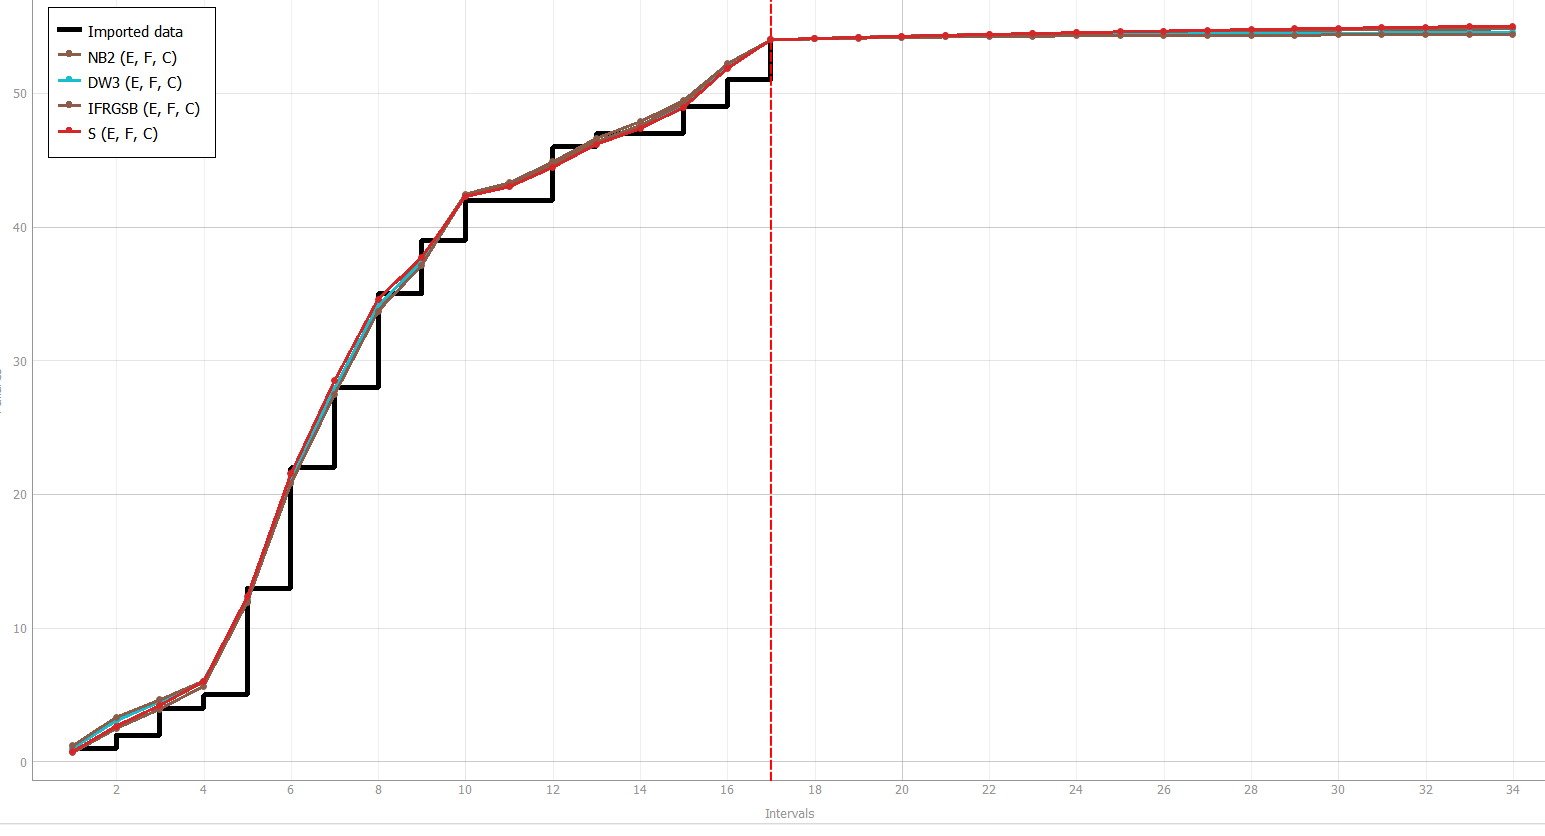 Imported data
NB2 (E, F, C)
DW3 (E, F, C)
IFRGSB (E, F, C)
S (E, F, C)
50
40
30
20
10
0
2 4 6 8 10 12 14 16 18 20 22 24 26 28 30 32 34
Intervals